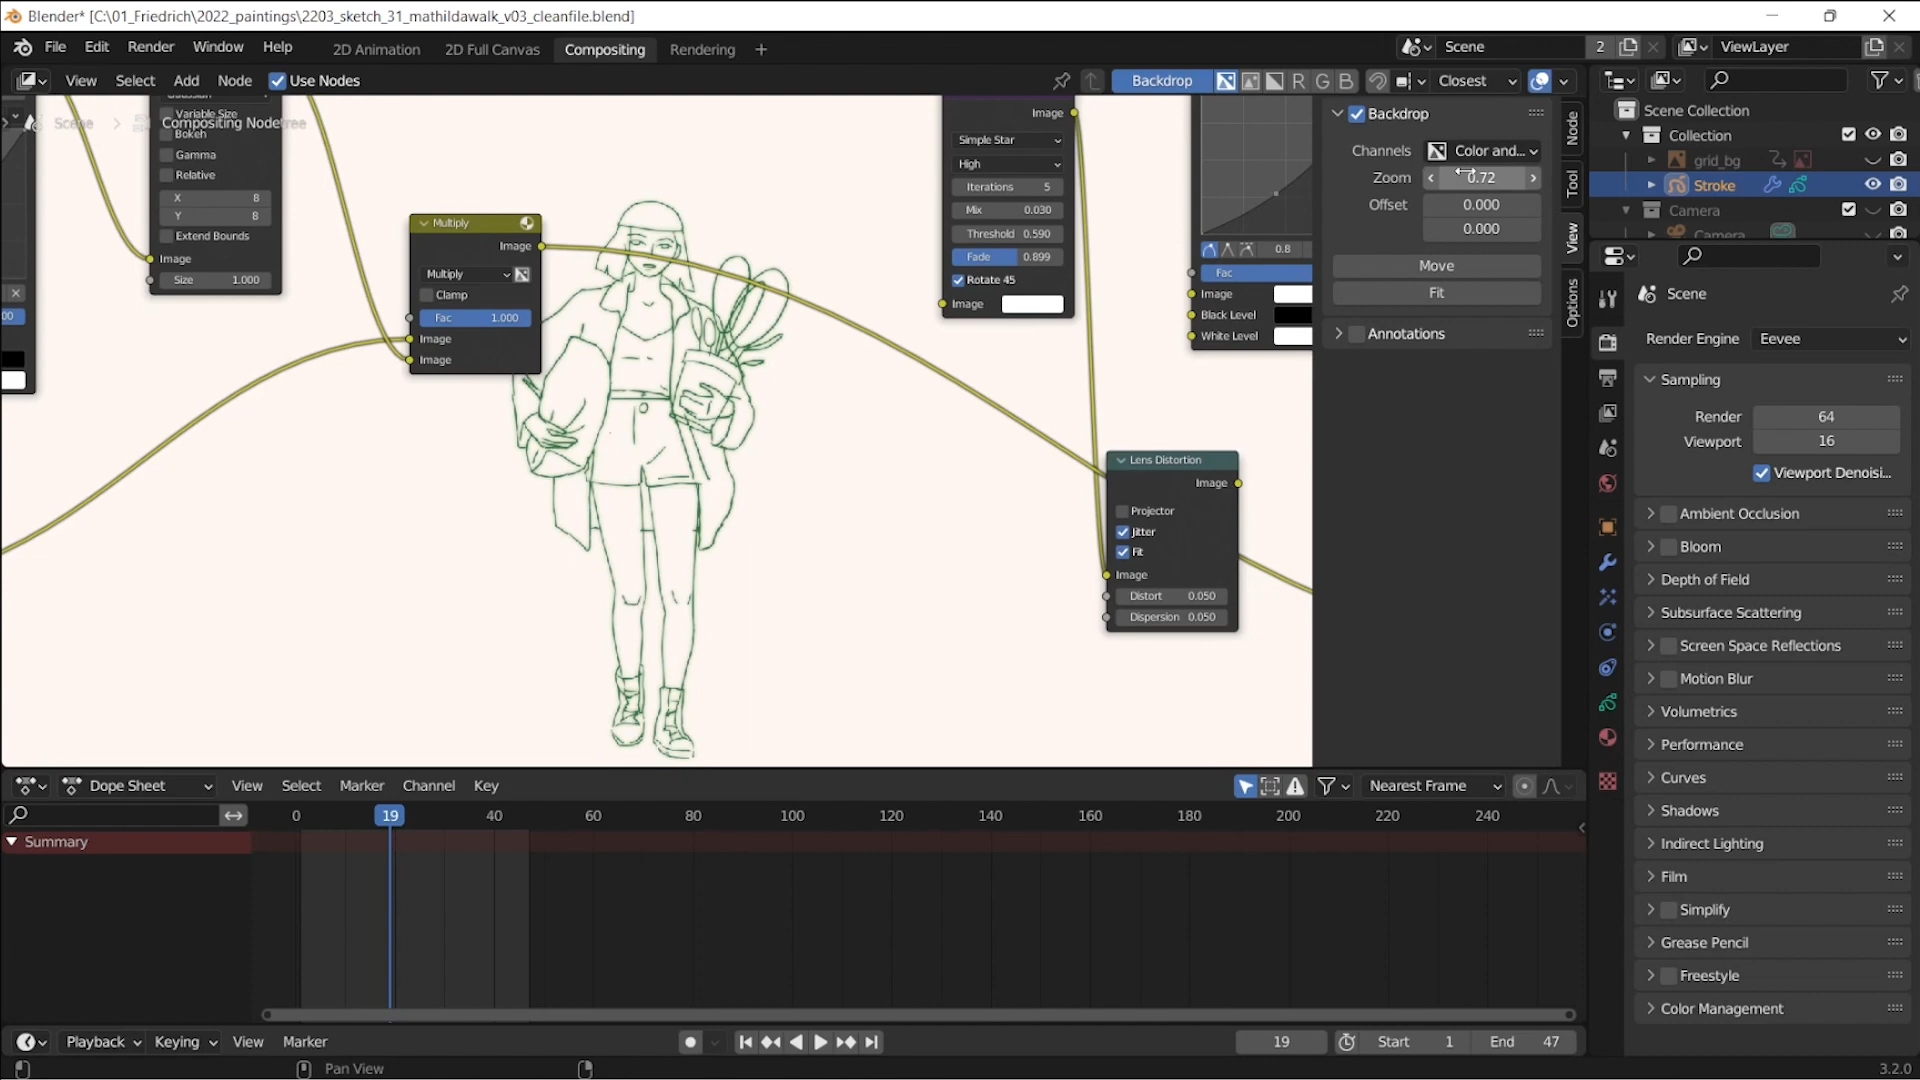 Blender* [C:\01_Friedrich\2022_paintings\2203_sketch_31_mathildawalk_v03_cleanfile.blend]
File Edit Render Window Help 2D Animation 2D Full Canvas Compositing Rendering + Scene 2 ViewLayer
View Select Add Node Use Nodes Backdrop R G B Closest
Variable Size
Scene > Compositing Nodetree
Bokeh
Gamma
Relative
X 8
Y 8
Extend Bounds
Image
Size 1.000
Multiply
Image
Multiply
Clamp
Fac 1.000
Image
Image
Image
Simple Star
High
Iterations 5
Mix 0.030
Threshold 0.590
Fade 0.899
Rotate 45
Image
0.8
Fac
Image
Black Level
White Level
Lens Distortion
Image
Projector
Jitter
Fit
Image
Distort 0.050
Dispersion 0.050
Backdrop
Channels Color and...
Zoom 0.72
Offset 0.000
0.000
Move
Fit
Annotations
Node
Tool
View
Options
Scene Collection
Collection
grid_bg
Stroke
Camera
Camera
Scene
Render Engine Eevee
Sampling
Render 64
Viewport 16
Viewport Denoisi...
Ambient Occlusion
Bloom
Depth of Field
Subsurface Scattering
Screen Space Reflections
Motion Blur
Volumetrics
Performance
Curves
Shadows
Indirect Lighting
Film
Simplify
Grease Pencil
Freestyle
Color Management
Dope Sheet View Select Marker Channel Key Nearest Frame
0 19 40 60 80 100 120 140 160 180 200 220 240
Summary
Playback Keying View Marker 19 Start 1 End 47
Pan View 3.2.0